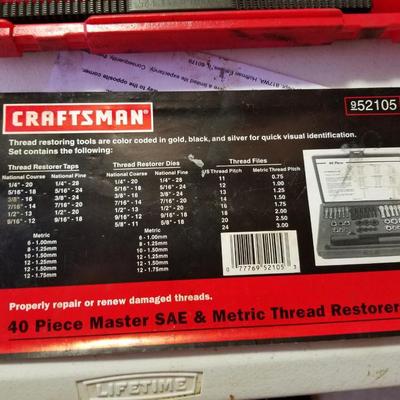 CRAFTSMAN®
952105
Thread restoring tools are color coded in gold, black, and silver for quick visual identification.
Set contains the following:
Thread Restorer Taps
National Course National Fine
1/4" - 20 1/4" - 28
5/16" - 18 5/16" - 24
3/8" - 16 3/8" - 24
7/16" - 14 7/16" - 20
1/2" - 13 1/2" - 20
9/16" - 12 9/16" - 18
Metric
6 - 1.00mm
8 - 1.25mm
10 - 1.50mm
12 - 1.25mm
12 - 1.50mm
12 - 1.75mm
Thread Restorer Dies
National Course National Fine
1/4" - 20 1/4" - 28
5/16" - 18 5/16" - 24
3/8" - 16 3/8" - 24
7/16" - 14 7/16" - 20
1/2" - 13 1/2" - 20
9/16" - 12 9/16" - 18
5/8" - 11 5/8" - 18
Metric
6 - 1.00mm
8 - 1.25mm
10 - 1.50mm
12 - 1.25mm
12 - 1.50mm
12 - 1.75mm
Thread Files
US Thread Pitch Metric Thread Pitch
11 0.75
12 1.00
13 1.25
16 1.50
16 1.75
18 2.00
20 2.50
24 3.00
0 77769 52105 3
Properly repair or renew damaged threads.
40 Piece Master SAE & Metric Thread Restorer
LIFETIME